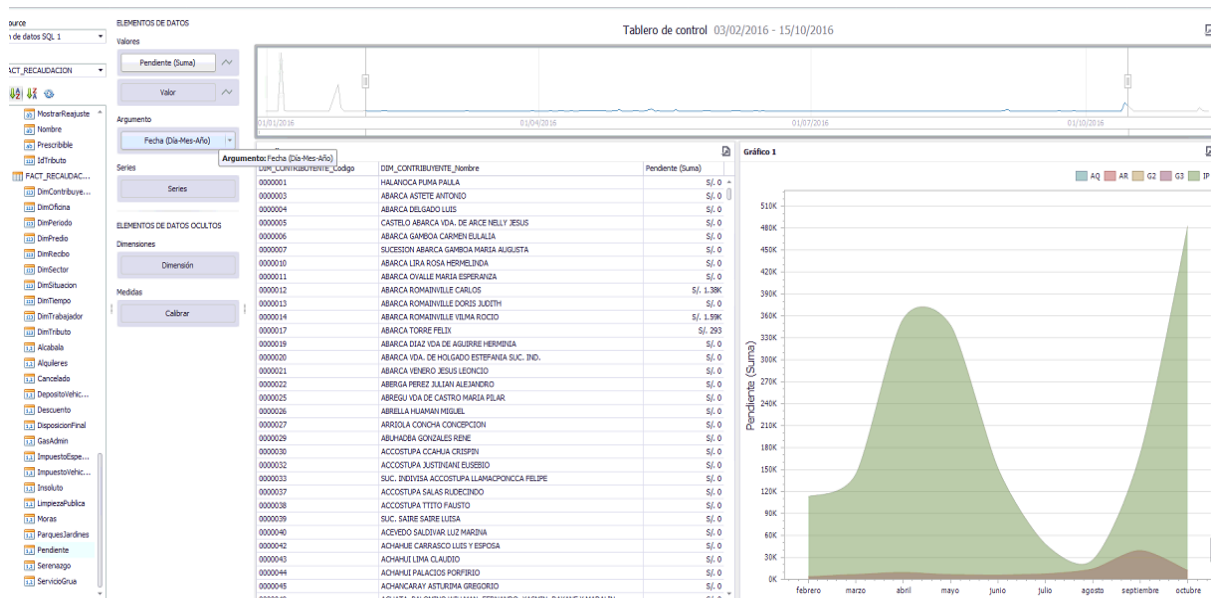 ource
n de datos SQL 1
ACT_RECAUDACION
MostrarReajuste
Nombre
Prescribible
IdTributo
FACT_RECAUDAC...
DimContribuye...
DimOficina
DimPeriodo
DimPredio
DimRecibo
DimSector
DimSituacion
DimTiempo
DimTrabajador
DimTributo
Alcabala
Alquileres
Cancelado
DepositoVehic...
Descuento
DisposicionFinal
GasAdmin
ImpuestoEspe...
ImpuestoVehic...
Insoluto
LimpiezaPublica
Moras
ParquesJardines
Pendiente
Serenazgo
ServicioGrua
ELEMENTOS DE DATOS
Valores
Pendiente (Suma)
Valor
Argumento
Fecha (Día-Mes-Año)
Argumento: Fecha (Día-Mes-Año)
Series
Series
ELEMENTOS DE DATOS OCULTOS
Dimensiones
Dimensión
Medidas
Calibrar
Tablero de control 03/02/2016 - 15/10/2016
01/01/2016 01/04/2016 01/07/2016 01/10/2016
DIM_CONTRIBUYENTE_Codigo DIM_CONTRIBUYENTE_Nombre Pendiente (Suma)
0000001 HALANOCA PUMA PAULA S/. 0
0000003 ABARCA ASTETE ANTONIO S/. 0
0000004 ABARCA DELGADO LUIS S/. 0
0000005 CASTELO ABARCA VDA. DE ARCE NELLY JESUS S/. 0
0000006 ABARCA GAMBOA CARMEN EULALIA S/. 0
0000007 SUCESION ABARCA GAMBOA MARIA AUGUSTA S/. 0
0000010 ABARCA LIRA ROSA HERMELINDA S/. 0
0000011 ABARCA OVALLE MARIA ESPERANZA S/. 0
0000012 ABARCA ROMAINVILLE CARLOS S/. 1.38K
0000013 ABARCA ROMAINVILLE DORIS JUDITH S/. 0
0000014 ABARCA ROMAINVILLE VILMA ROCIO S/. 1.59K
0000017 ABARCA TORRE FELIX S/. 293
0000019 ABARCA DIAZ VDA DE AGUIRRE HERMINIA S/. 0
0000020 ABARCA VDA. DE HOLGADO ESTEFANIA SUC. IND. S/. 0
0000021 ABARCA VENERO JESUS LEONCIO S/. 0
0000022 ABERGA PEREZ JULIAN ALEJANDRO S/. 0
0000025 ABREGU VDA DE CASTRO MARIA PILAR S/. 0
0000026 ABRELLA HUAMAN MIGUEL S/. 0
0000027 ARRIOLA CONCHA CONCEPCION S/. 0
0000029 ABUHADBA GONZALES RENE S/. 0
0000030 ACCOSTUPA CCAHUA CRISPIN S/. 0
0000032 ACCOSTUPA JUSTINIANI EUSEBIO S/. 0
0000033 SUC. INDIVISA ACCOSTUPA LLAMACPONCCA FELIPE S/. 0
0000037 ACCOSTUPA SALAS RUDECINDO S/. 0
0000038 ACCOSTUPA TTITO FAUSTO S/. 0
0000039 SUC. SAIRE SAIRE LUISA S/. 0
0000040 ACEVEDO SALDIVAR LUZ MARINA S/. 0
0000042 ACHAHUE CARRASCO LUIS Y ESPOSA S/. 0
0000043 ACHAHUI LIMA CLAUDIO S/. 0
0000044 ACHAHUI PALACIOS PORFIRIO S/. 0
0000045 ACHANCARAY ASTURIMA GREGORIO S/. 0
Gráfico 1
AQ AR G2 G3 IP
Pendiente (Suma)
510K
480K
450K
420K
390K
360K
330K
300K
270K
240K
210K
180K
150K
120K
90K
60K
30K
0K
febrero marzo abril mayo junio julio agosto septiembre octubre